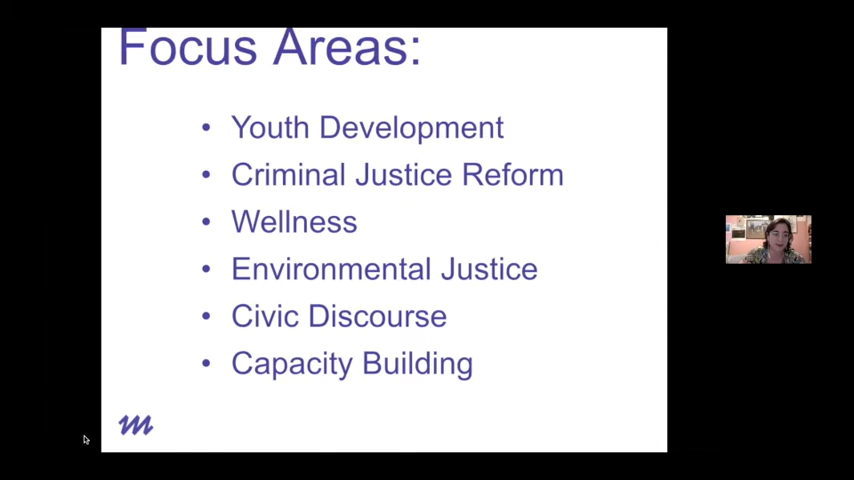 Focus Areas:
• Youth Development
• Criminal Justice Reform
• Wellness
• Environmental Justice
• Civic Discourse
• Capacity Building
m